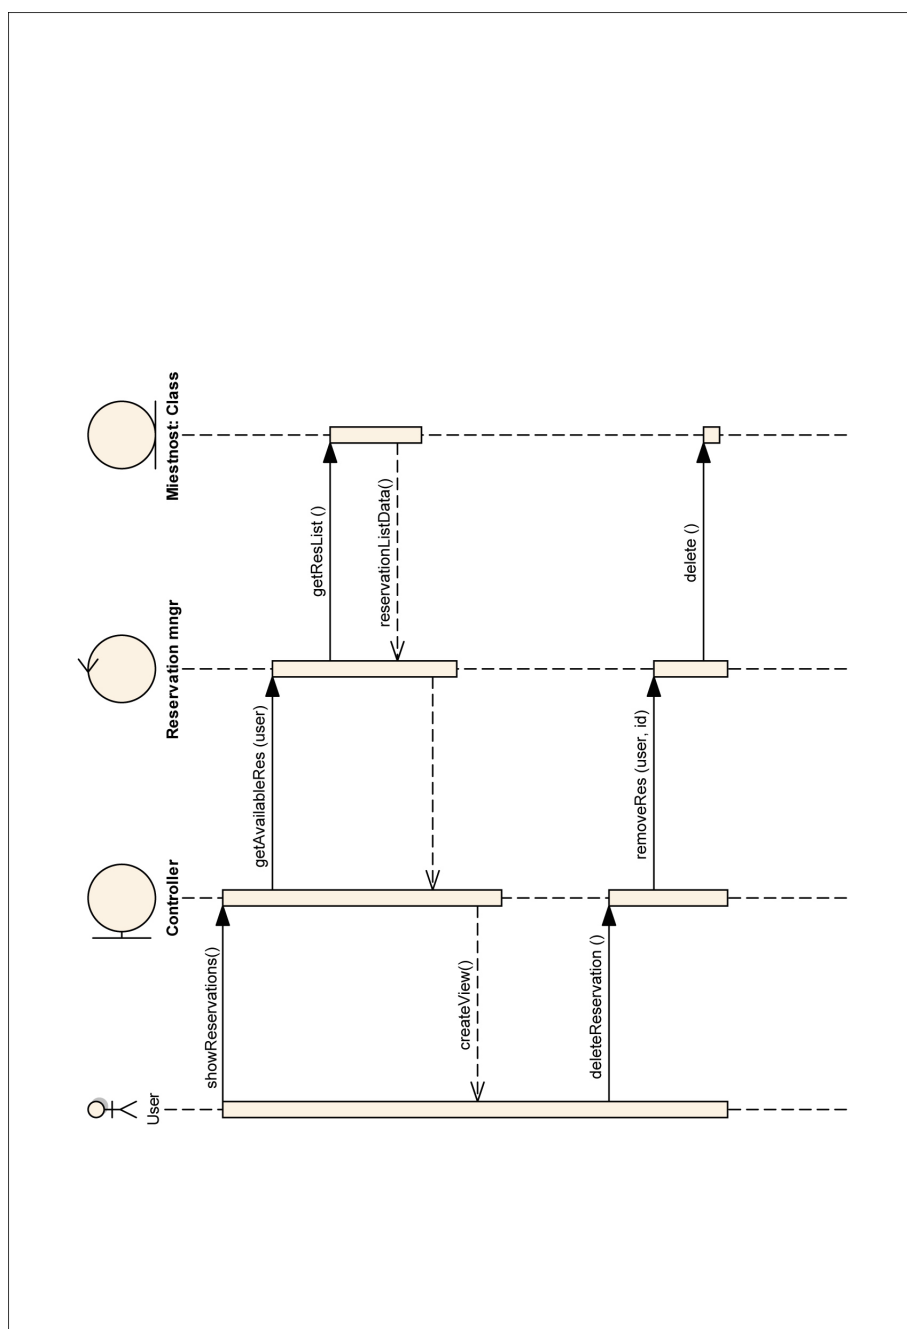 User
Controller
Reservation mngr
Miestnost: Class
showReservations()
getAvailableRes (user)
getResList ()
reservationListData()
createView()
deleteReservation ()
removeRes (user, id)
delete ()